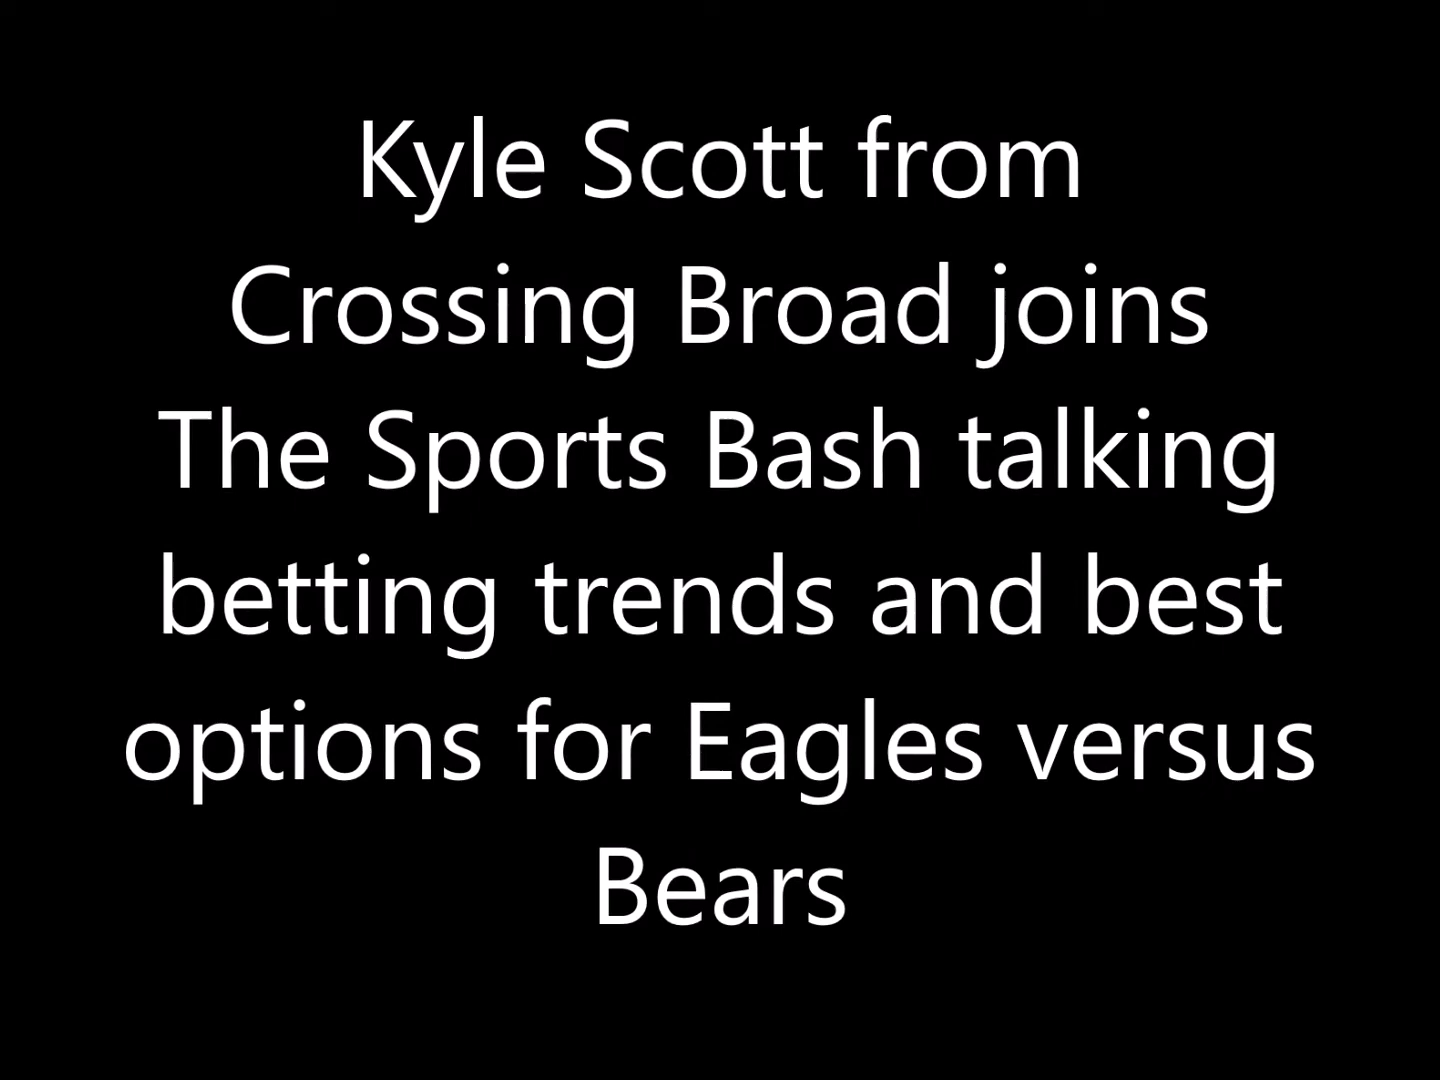 Kyle Scott from
Crossing Broad joins
The Sports Bash talking
betting trends and best
options for Eagles versus
Bears